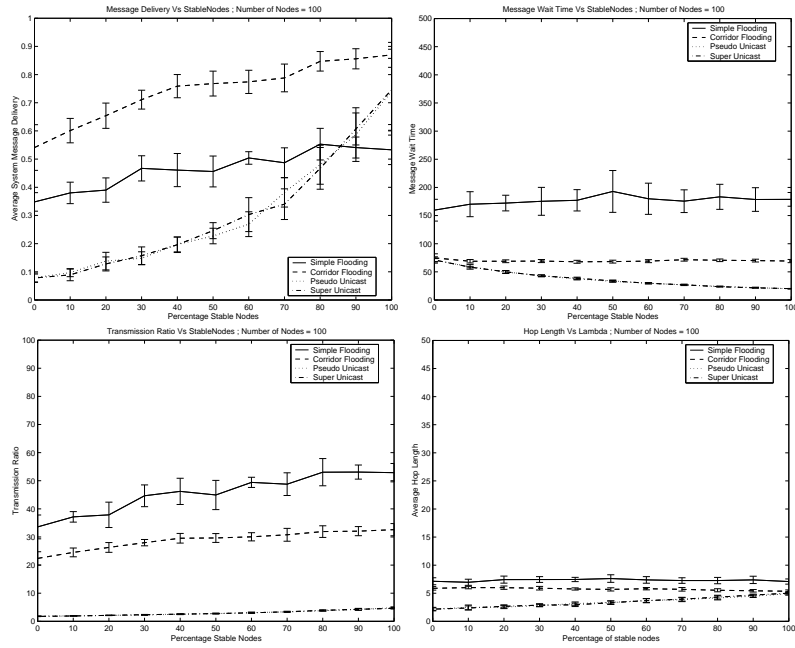 Message Delivery Vs StableNodes ; Number of Nodes = 100
1
0.9
0.8
0.7
0.6
0.5
0.4
0.3
0.2
0.1
0
Average System Message Delivery
Simple Flooding
Corridor Flooding
Pseudo Unicast
Super Unicast
0 10 20 30 40 50 60 70 80 90 100
Percentage Stable Nodes
Message Wait Time Vs StableNodes ; Number of Nodes = 100
500
450
400
350
300
250
200
150
100
50
0
Message Wait Time
Simple Flooding
Corridor Flooding
Pseudo Unicast
Super Unicast
0 10 20 30 40 50 60 70 80 90 100
Percentage Stable Nodes
Transmission Ratio Vs StableNodes ; Number of Nodes = 100
100
90
80
70
60
50
40
30
20
10
0
Transmission Ratio
Simple Flooding
Corridor Flooding
Pseudo Unicast
Super Unicast
0 10 20 30 40 50 60 70 80 90 100
Percentage Stable Nodes
Hop Length Vs Lambda ; Number of Nodes = 100
50
45
40
35
30
25
20
15
10
5
0
Average Hop Length
Simple Flooding
Corridor Flooding
Pseudo Unicast
Super Unicast
0 10 20 30 40 50 60 70 80 90 100
Percentage of stable nodes